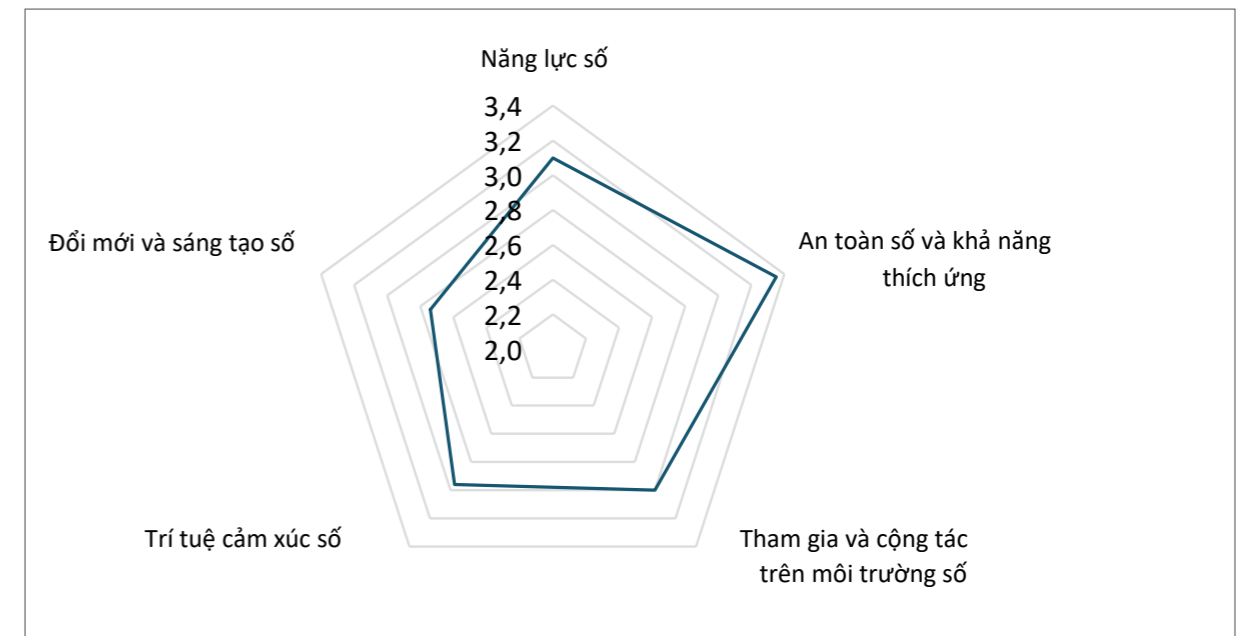 Năng lực số
3,4
3,2
3,0
2,8
2,6
2,4
2,2
2,0
An toàn số và khả năng
thích ứng
Tham gia và cộng tác
trên môi trường số
Trí tuệ cảm xúc số
Đổi mới và sáng tạo số